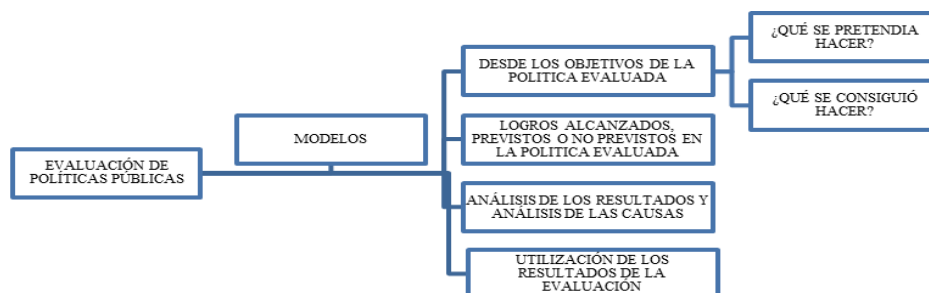 EVALUACIÓN DE
POLÍTICAS PÚBLICAS
MODELOS
DESDE LOS OBJETIVOS DE LA
POLITICA EVALUADA
¿QUÉ SE PRETENDIA
HACER?
¿QUÉ SE CONSIGUIÓ
HACER?
LOGROS ALCANZADOS,
PREVISTOS O NO PREVISTOS EN
LA POLITICA EVALUADA
ANÁLISIS DE LOS RESULTADOS Y
ANÁLISIS DE LAS CAUSAS
UTILIZACIÓN DE LOS
RESULTADOS DE LA
EVALUACIÓN